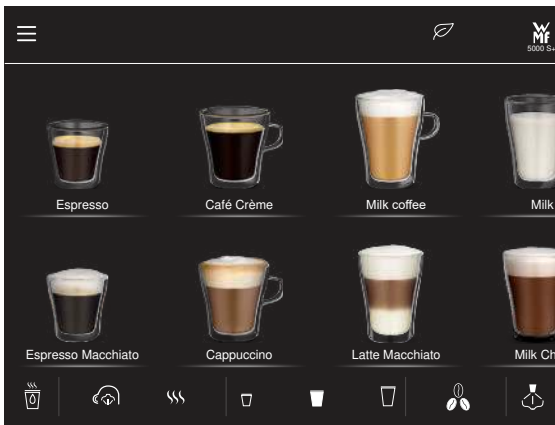 WMF
5000 S+
Espresso
Café Crème
Milk coffee
Milk
Espresso Macchiato
Cappuccino
Latte Macchiato
Milk Ch